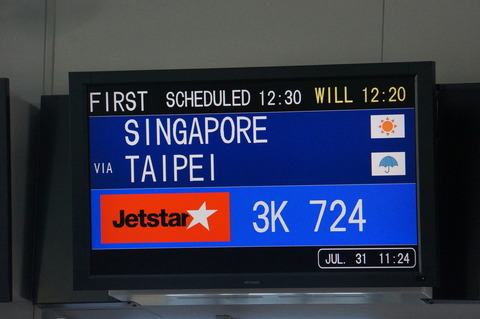 FIRST SCHEDULED 12:30 WILL 12:20
SINGAPORE
VIA TAIPEI
Jetstar 3K 724
JUL. 31 11:24